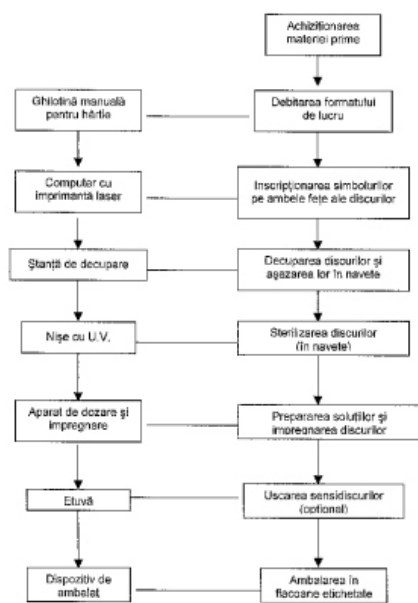 Achiziționarea
materiei prime
Ghilotină manuală
pentru hârtie
Debitarea formatului
de lucru
Computer cu
imprimantă laser
Inscripționarea simbolurilor
pe ambele fețe ale discurilor
Ștanță de decupare
Decuparea discurilor și
așezarea lor în navete
Nișe cu U.V.
Sterilizarea discurilor
(în navete)
Aparat de dozare și
impregnare
Prepararea soluțiilor și
impregnarea discurilor
Etuvă
Uscarea sensidiscurilor
(opțional)
Dispozitiv de
ambalat
Ambalarea în
flacoane etichetate